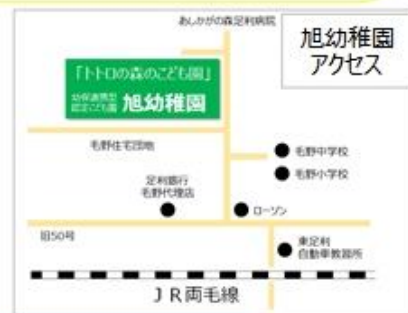 あしかがの森足利病院
旭幼稚園
アクセス
「トトロの森のこども園」
幼保連携型
認定こども園
旭幼稚園
毛野住宅団地
毛野中学校
毛野小学校
足利銀行
毛野代理店
ローソン
旧50号
東足利
自動車教習所
JR両毛線